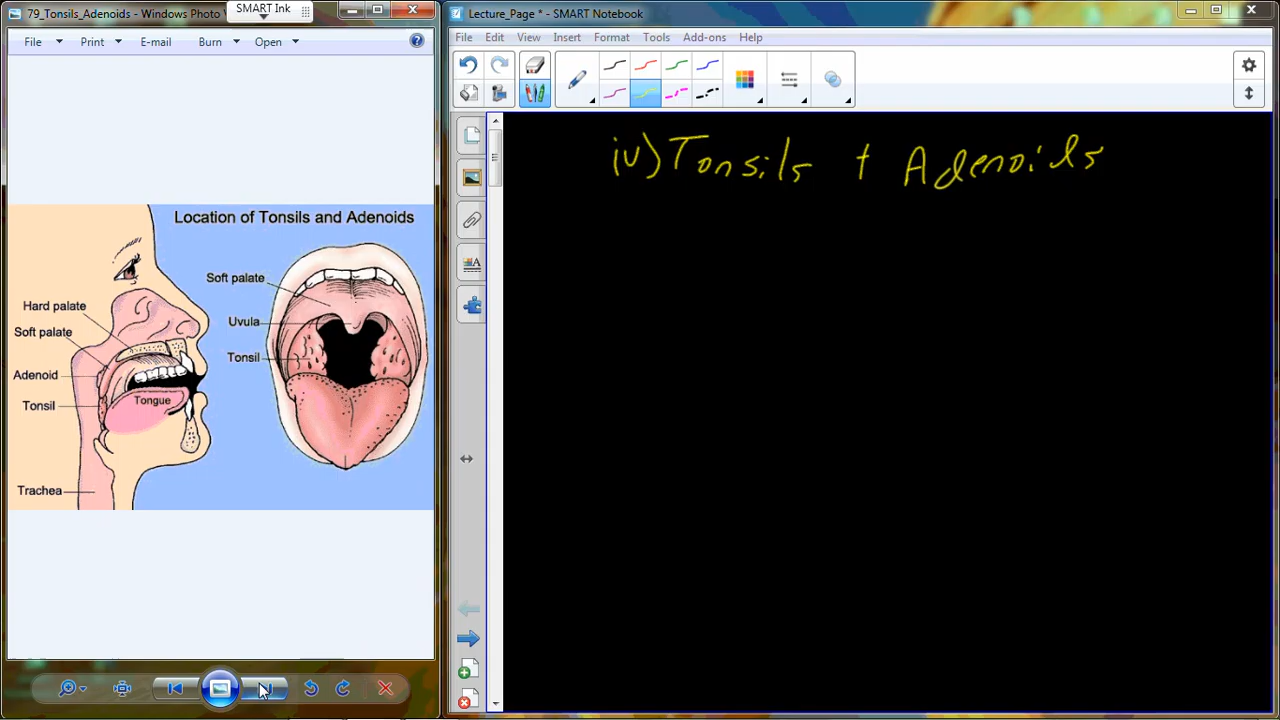 79_Tonsils_Adenoids - Windows Photo
SMART Ink
File Print E-mail Burn Open
Location of Tonsils and Adenoids
Soft palate
Uvula
Tonsil
Hard palate
Soft palate
Adenoid
Tonsil
Tongue
Trachea
Lecture_Page * - SMART Notebook
File Edit View Insert Format Tools Add-ons Help
iv) Tonsils + Adenoids